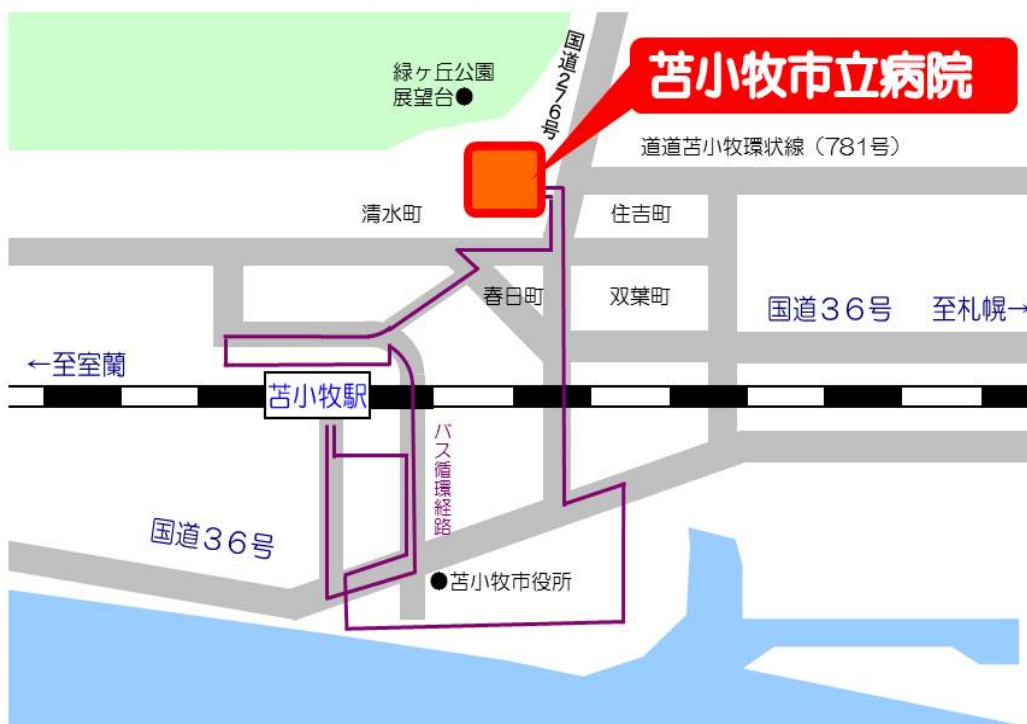 緑ヶ丘公園
展望台●
国道276号
苫小牧市立病院
道道苫小牧環状線（781号）
清水町
住吉町
春日町
双葉町
国道36号
至札幌→
←至室蘭
苫小牧駅
バス循環経路
国道36号
●苫小牧市役所